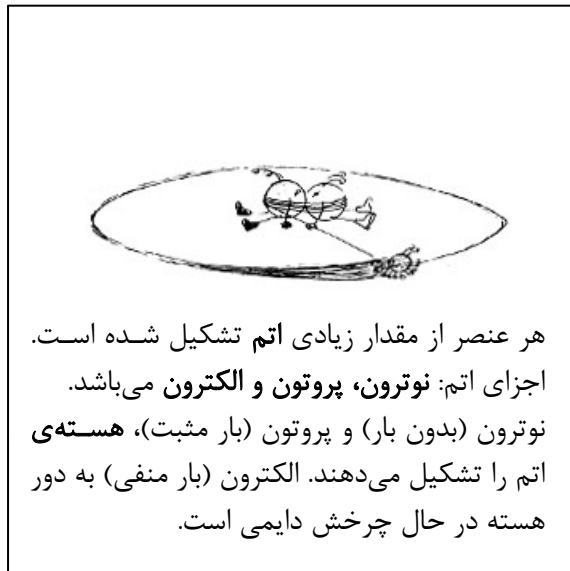 هر عنصر از مقدار زیادی اتم تشکیل شده است.
اجزای اتم: نوترون، پروتون و الکترون می‌باشد.
نوترون (بدون بار) و پروتون (بار مثبت)، هسته‌ی
اتم را تشکیل می‌دهند. الکترون (بار منفی) به دور
هسته در حال چرخش دایمی است.